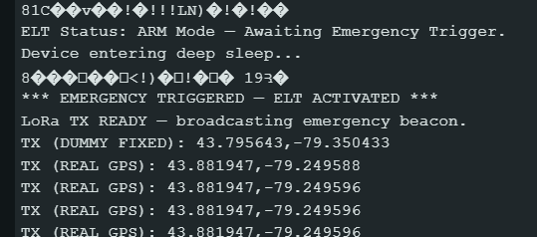 81C��v��!�!!!LN)�!�!��
ELT Status: ARM Mode — Awaiting Emergency Trigger.
Device entering deep sleep...
*** EMERGENCY TRIGGERED — ELT ACTIVATED ***
LoRa TX READY — broadcasting emergency beacon.
TX (DUMMY FIXED): 43.795643,-79.350433
TX (REAL GPS): 43.881947,-79.249588
TX (REAL GPS): 43.881947,-79.249596
TX (REAL GPS): 43.881947,-79.249596
TX (REAL GPS): 43.881947,-79.249596